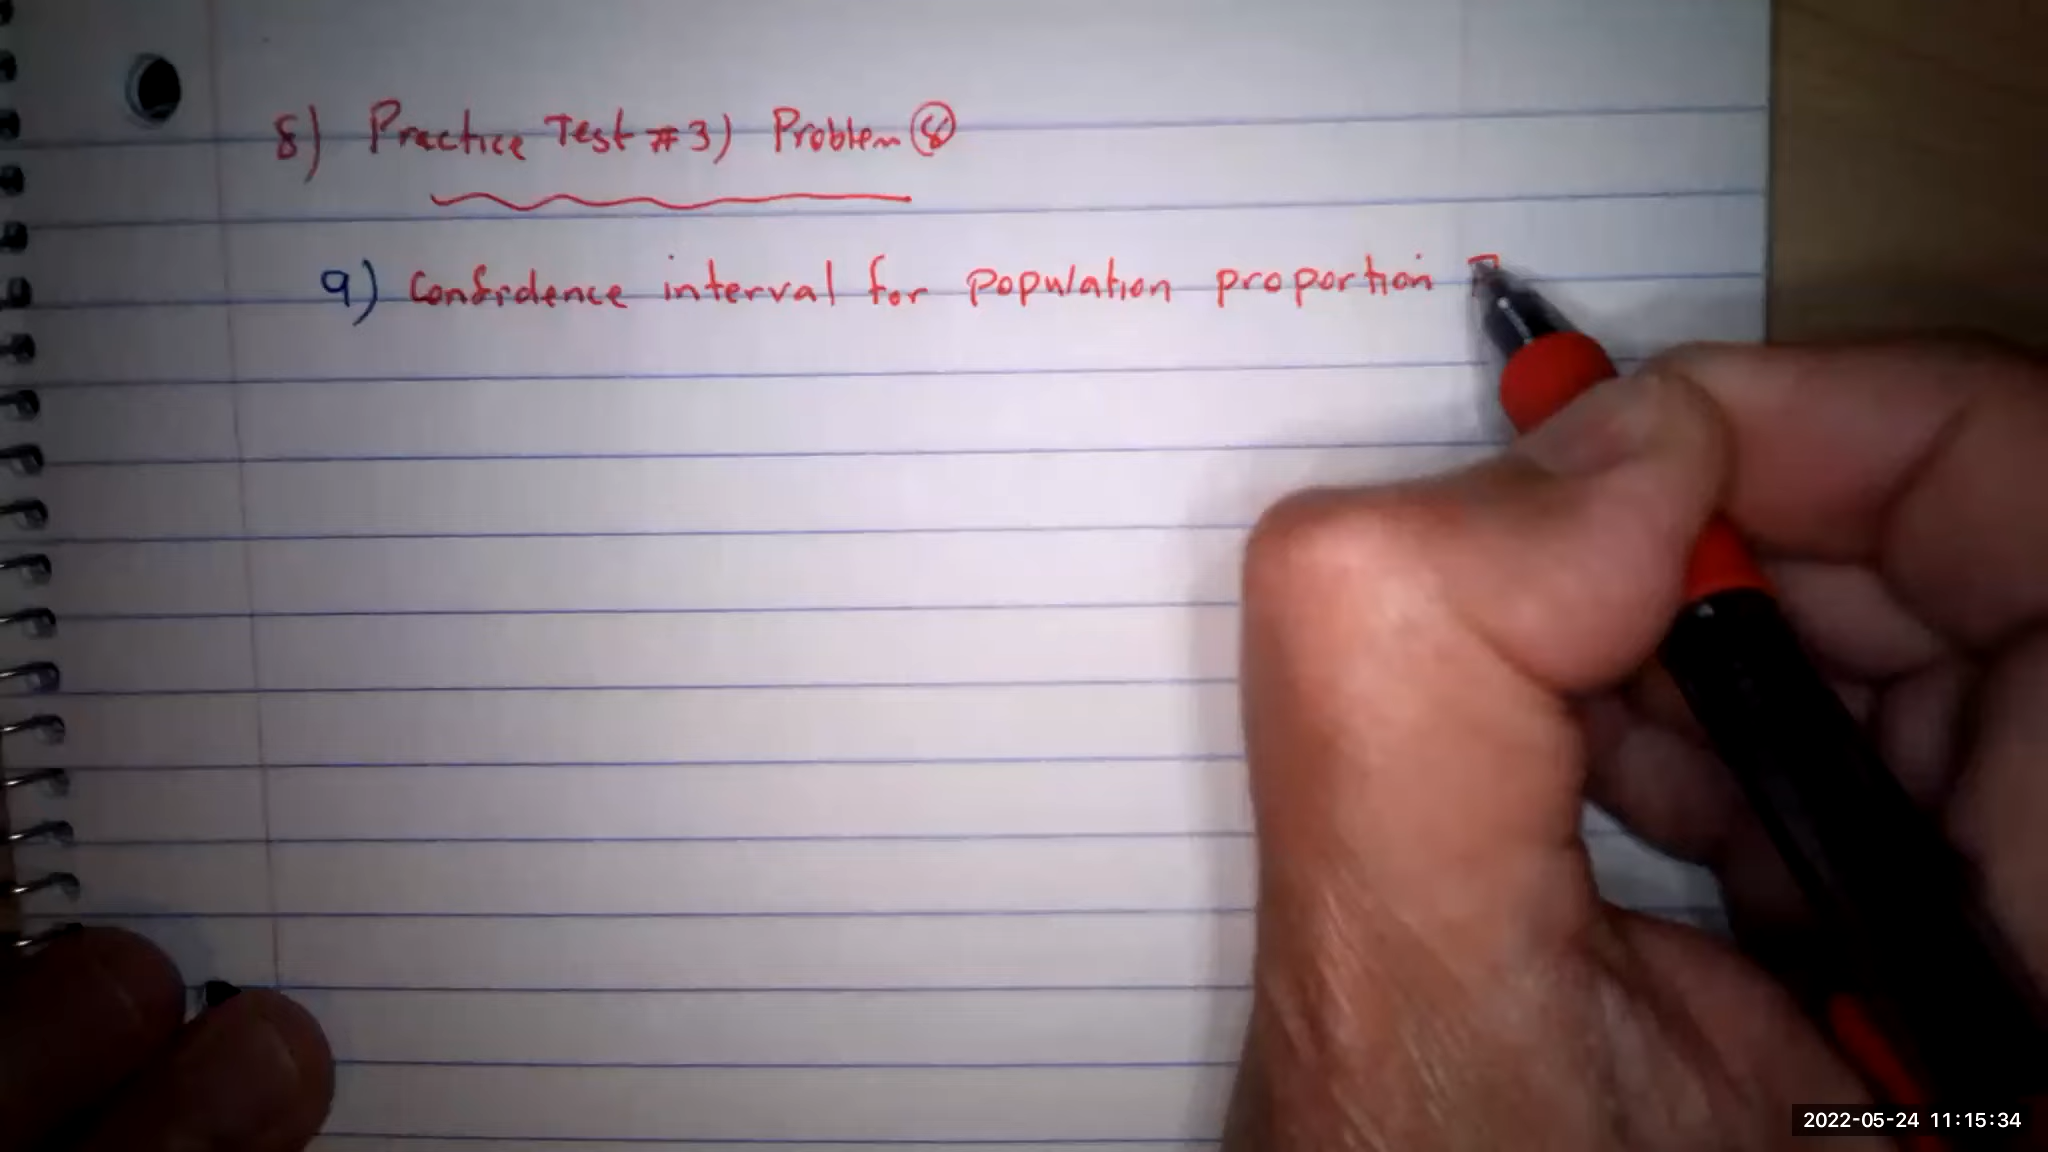 8) Practice Test #3) Problem ⑧
9) Confidence interval for population proportion
2022-05-24 11:15:34